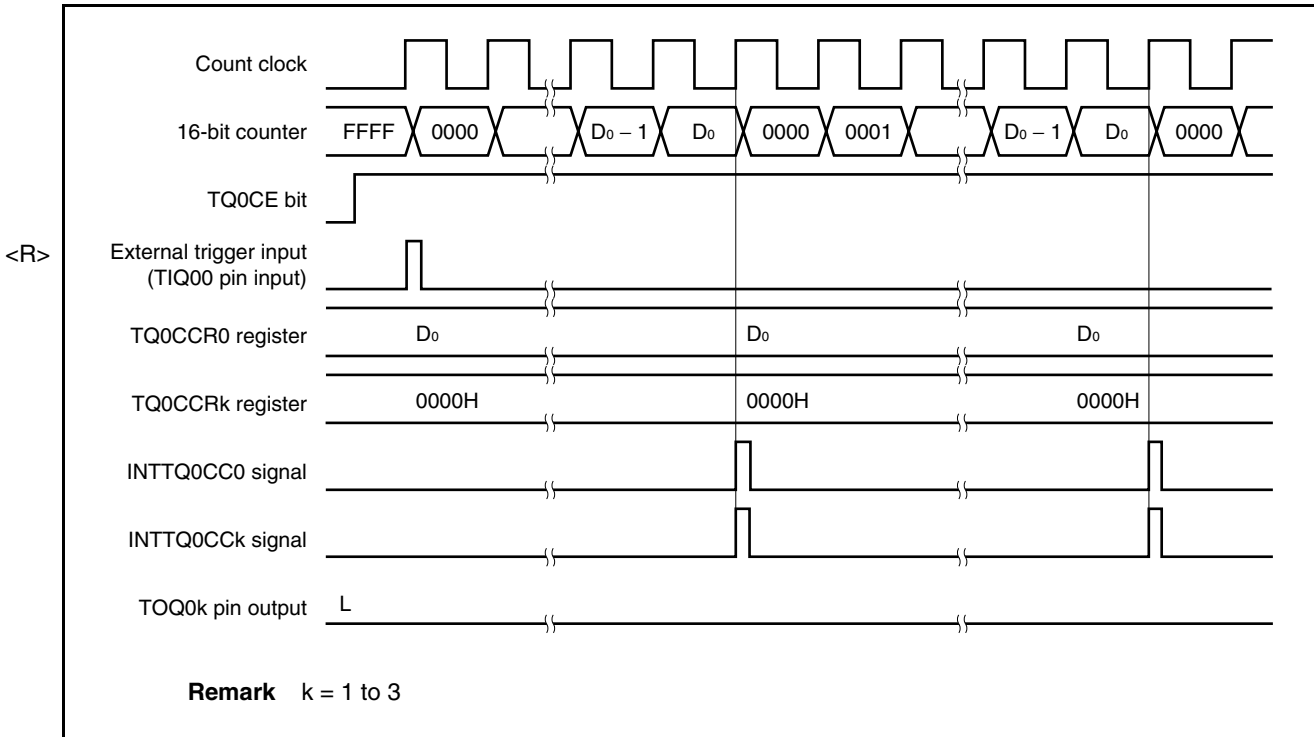 Count clock
16-bit counter FFFF 0000 D₀ − 1 D₀ 0000 0001 D₀ − 1 D₀ 0000
TQ0CE bit
<R>
External trigger input
(TIQ00 pin input)
TQ0CCR0 register D₀ D₀ D₀
TQ0CCRk register 0000H 0000H 0000H
INTTQ0CC0 signal
INTTQ0CCk signal
TOQ0k pin output L
Remark k = 1 to 3